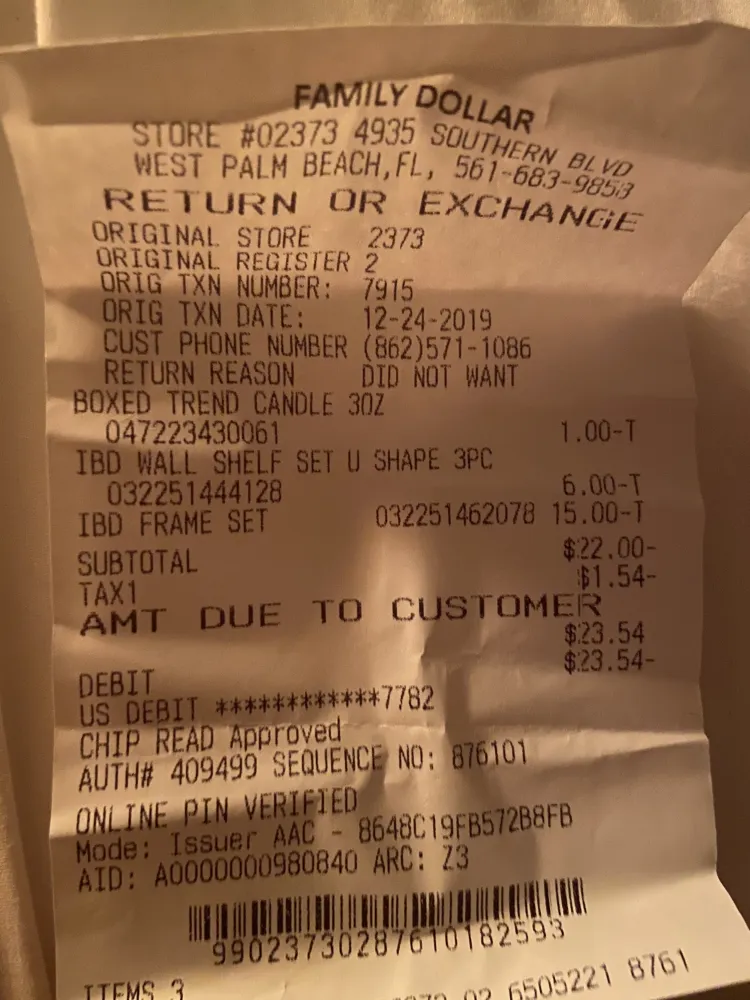 FAMILY DOLLAR
STORE #02373 4935 SOUTHERN BLVD
WEST PALM BEACH,FL, 561-683-9853
RETURN OR EXCHANGE
ORIGINAL STORE 2373
ORIGINAL REGISTER 2
ORIG TXN NUMBER: 7915
ORIG TXN DATE: 12-24-2019
CUST PHONE NUMBER (862)571-1086
RETURN REASON DID NOT WANT
BOXED TREND CANDLE 3OZ
047223430061 1.00-T
IBD WALL SHELF SET U SHAPE 3PC
032251444128 6.00-T
IBD FRAME SET 032251462078 15.00-T
SUBTOTAL $22.00-
TAX1 $1.54-
AMT DUE TO CUSTOMER
$23.54
DEBIT $23.54-
US DEBIT ************7782
CHIP READ Approved
AUTH# 409499 SEQUENCE NO: 876101
ONLINE PIN VERIFIED
Mode: Issuer AAC - 8648C19FB572B8FB
AID: A0000000980840 ARC: Z3
99023730287610182593
ITEMS 3
02 6505221 8761